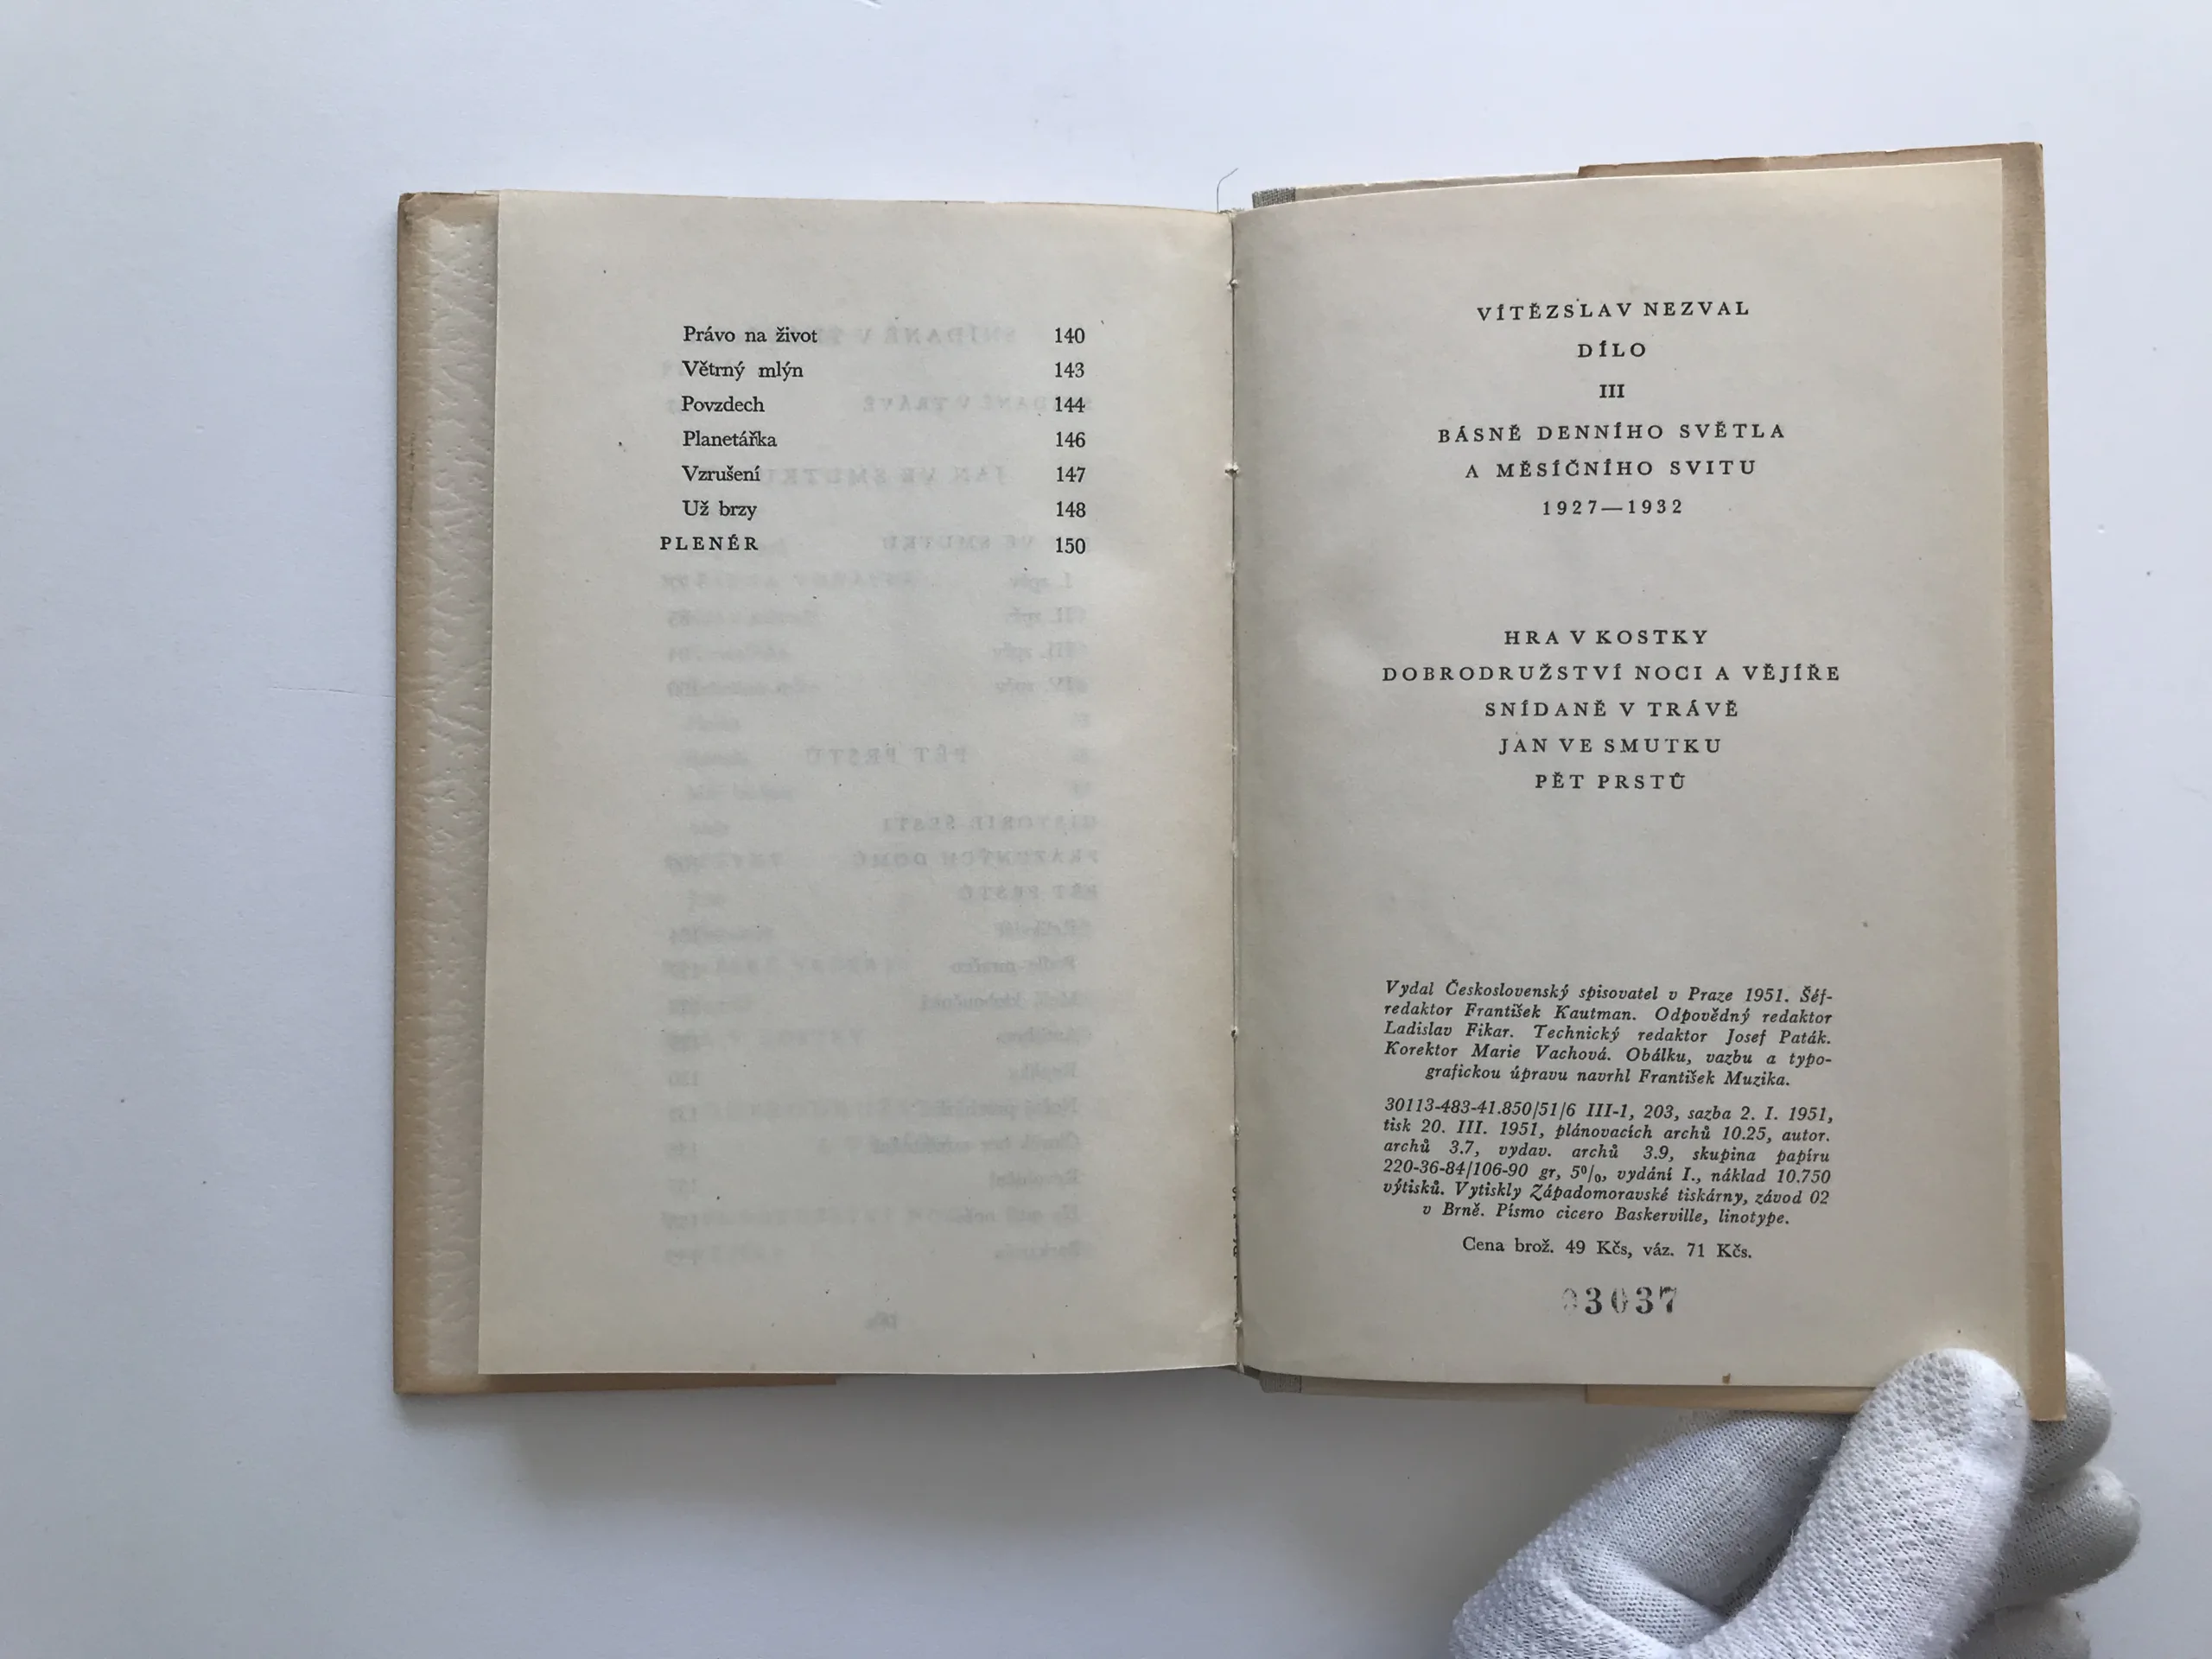 Právo na život 140
Větrný mlýn 143
Povzdech 144
Planetářka 146
Vzrušení 147
Už brzy 148
PLENÉR 150
VÍTĚZSLAV NEZVAL
DÍLO
III
BÁSNĚ DENNÍHO SVĚTLA
A MĚSÍČNÍHO SVITU
1927—1932
HRA V KOSTKY
DOBRODRUŽSTVÍ NOCI A VĚJÍŘE
SNÍDANĚ V TRÁVĚ
JAN VE SMUTKU
PĚT PRSTŮ
Vydal Československý spisovatel v Praze 1951. Šéf-
redaktor František Kautman. Odpovědný redaktor
Ladislav Fikar. Technický redaktor Josef Paták.
Korektor Marie Vachová. Obálku, vazbu a typo-
grafickou úpravu navrhl František Muzika.
30113-483-41.850/51/6 III-1, 203, sazba 2. I. 1951,
tisk 20. III. 1951, plánovacích archů 10.25, autor.
archů 3.7, vydav. archů 3.9, skupina papíru
220-36-84/106-90 gr, 5%, vydání I., náklad 10.750
výtisků. Vytiskly Západomoravské tiskárny, závod 02
v Brně. Písmo cicero Baskerville, linotype.
Cena brož. 49 Kčs, váz. 71 Kčs.
03037